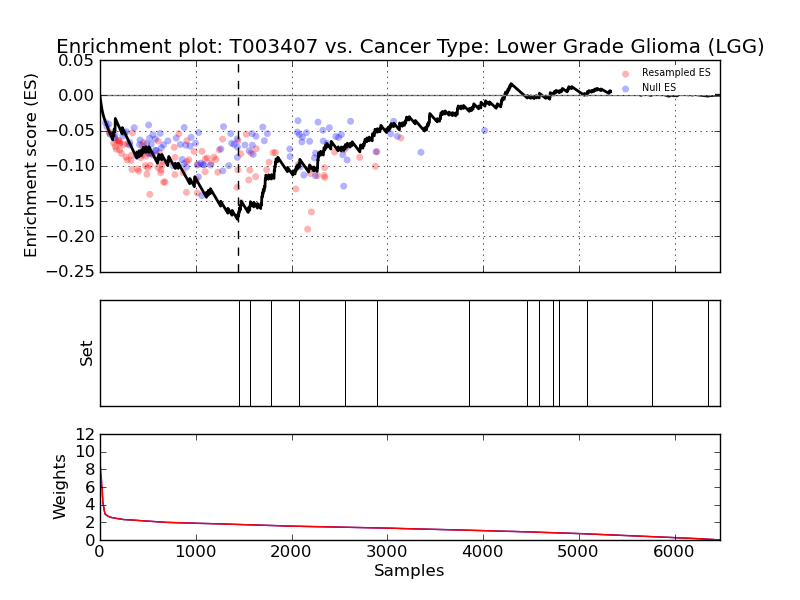 Enrichment plot: T003407 vs. Cancer Type: Lower Grade Glioma (LGG)
0.05
0.00
−0.05
−0.10
−0.15
−0.20
−0.25
Enrichment score (ES)
Resampled ES
Null ES
Set
12
10
8
6
4
2
0
Weights
0 1000 2000 3000 4000 5000 6000
Samples